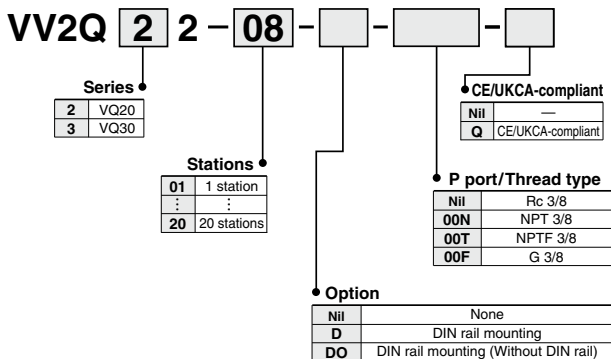 VV2Q 2 2 – 08 – – –
CE/UKCA-compliant
Nil —
Q CE/UKCA-compliant
Series
2 VQ20
3 VQ30
Stations
01 1 station
⋮ ⋮
20 20 stations
P port/Thread type
Nil Rc 3/8
00N NPT 3/8
00T NPTF 3/8
00F G 3/8
Option
Nil None
D DIN rail mounting
DO DIN rail mounting (Without DIN rail)